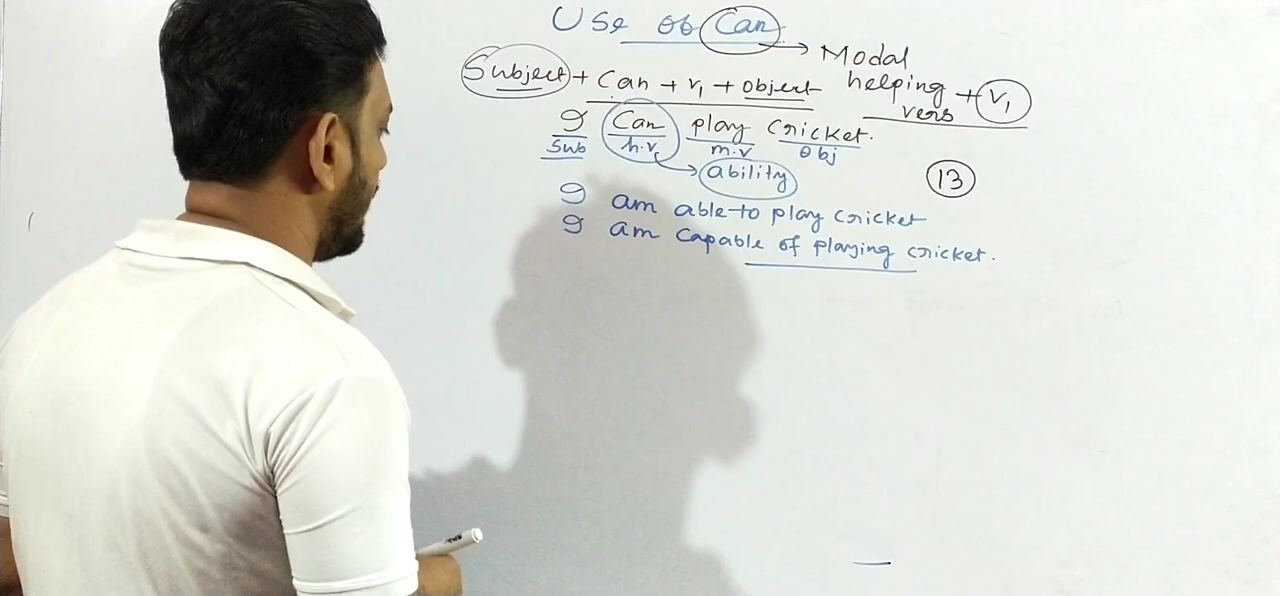 Use of Can → Modal
helping + V1
vers
Subject + Can + V1 + object
I Can play Cricket.
Sub h.v m.v Obj
ability
13
I am able to play cricket
I am Capable of playing cricket.